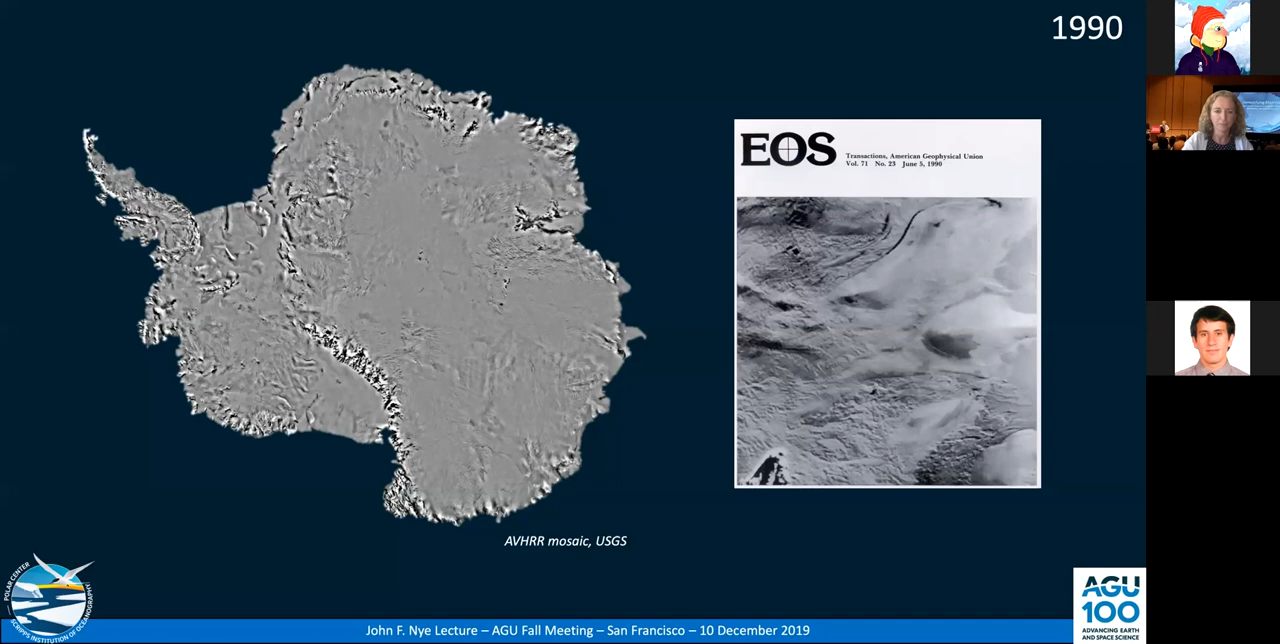 1990
EOS
Transactions, American Geophysical Union
Vol. 71 No. 23 June 5, 1990
AVHRR mosaic, USGS
POLAR CENTER
SCRIPPS INSTITUTION OF OCEANOGRAPHY
John F. Nye Lecture – AGU Fall Meeting – San Francisco – 10 December 2019
AGU
100
ADVANCING EARTH
AND SPACE SCIENCE